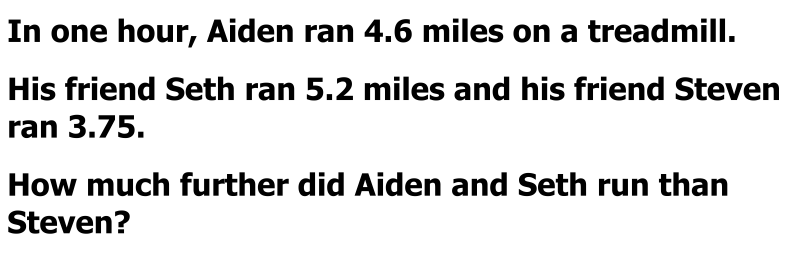 In one hour, Aiden ran 4.6 miles on a treadmill.
His friend Seth ran 5.2 miles and his friend Steven
ran 3.75.
How much further did Aiden and Seth run than
Steven?